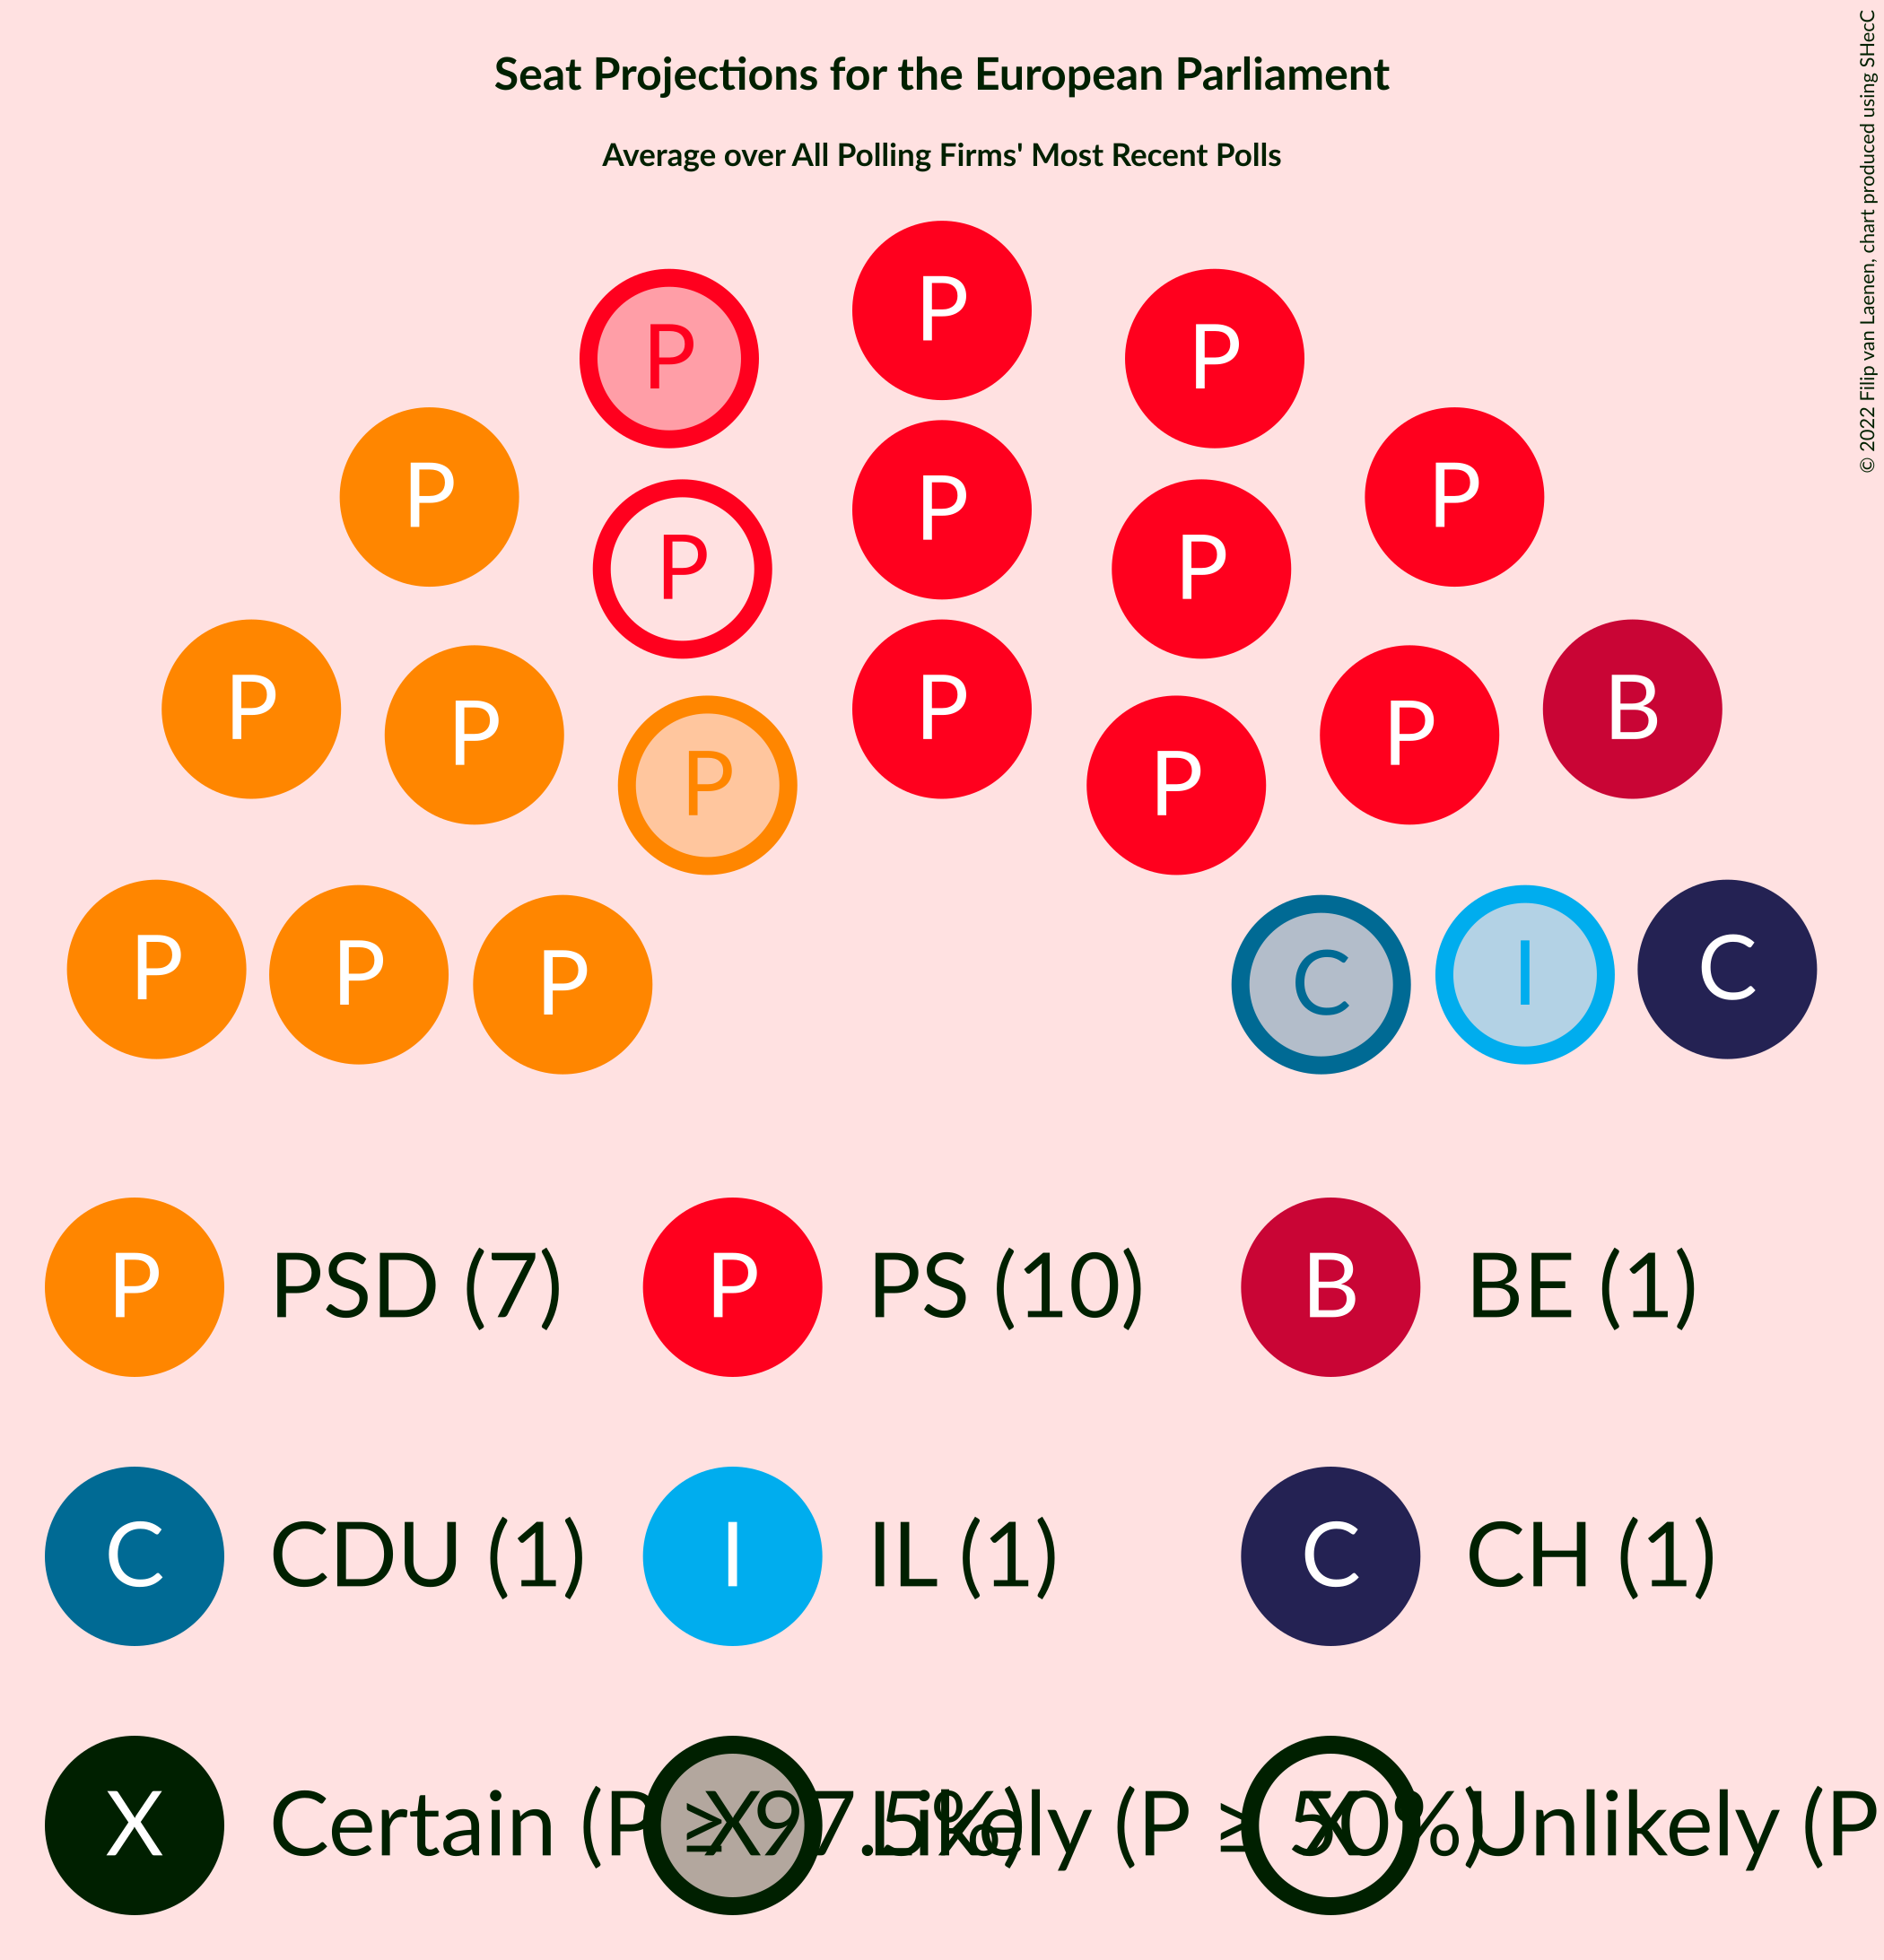 Seat Projections for the European Parliament
Average over All Polling Firms' Most Recent Polls
© 2022 Filip van Laenen, chart produced using SHecC
P
P P
P P
P
P P
P P
P B
P P
P P
P C
P I
P C
P PSD (7) P PS (10) B BE (1)
C CDU (1) I IL (1) C CH (1)
X Certain (P ≥ 97.5%) X Likely (P ≥ 50%) X Unlikely (P